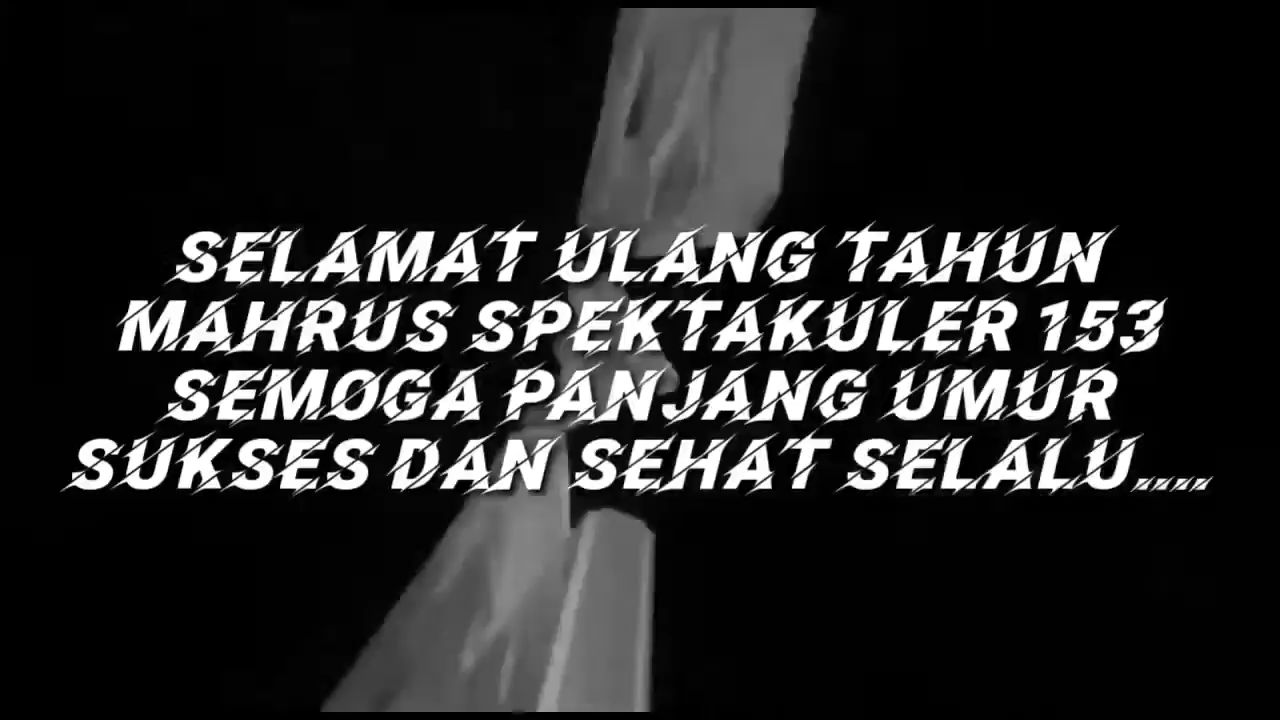 SELAMAT ULANG TAHUN
MAHRUS SPEKTAKULER 153
SEMOGA PANJANG UMUR
SUKSES DAN SEHAT SELALU....